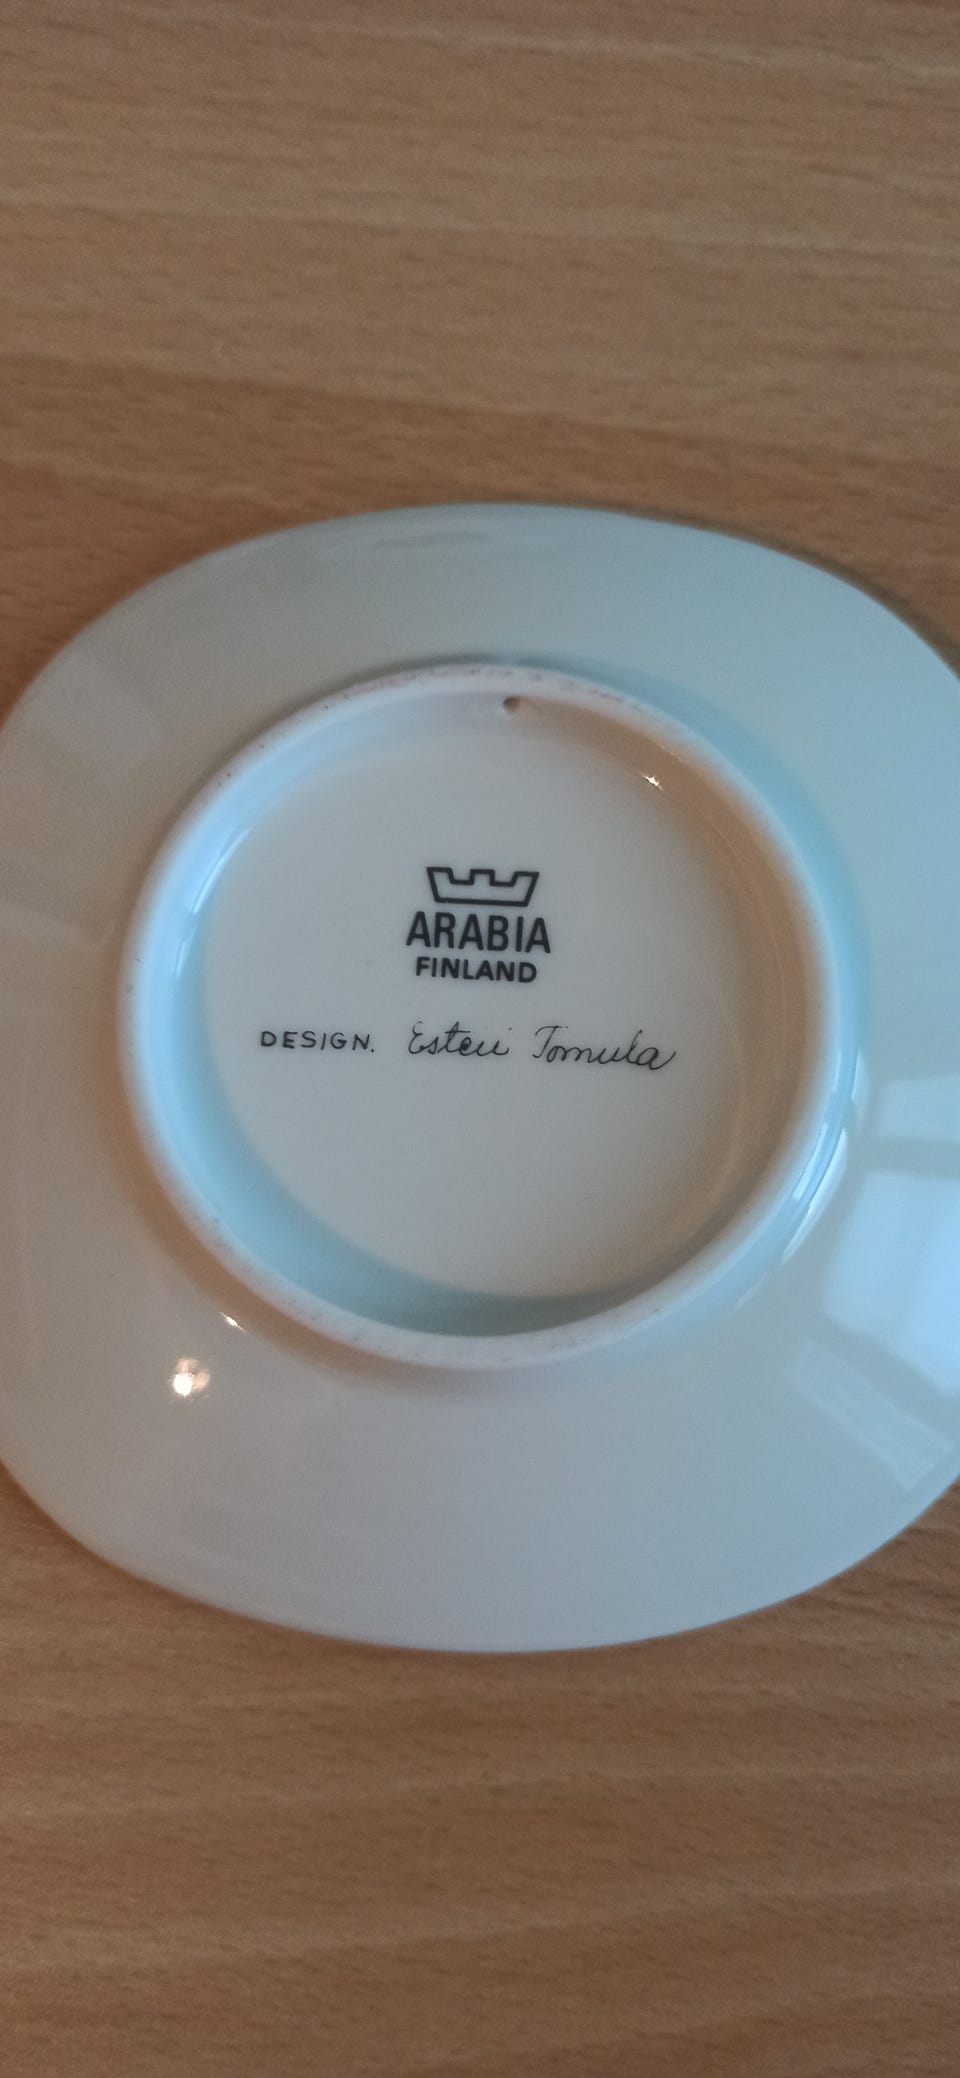 ARABIA
FINLAND
DESIGN. Esteri Tomula